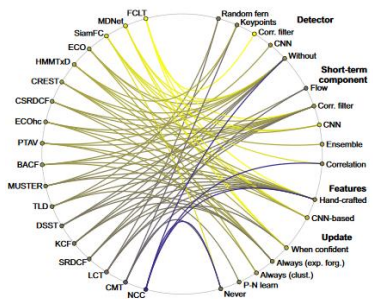 FCLT
MDNet
SiamFC
ECO
HMMTxD
CREST
CSRDCF
ECOhc
PTAV
BACF
MUSTER
TLD
DSST
KCF
SRDCF
LCT
CMT
NCC
Random fern
Keypoints
Detector
Corr. filter
CNN
Without
Short-term
component
Flow
Corr. filter
CNN
Ensemble
Correlation
Features
Hand-crafted
CNN-based
Update
When confident
Always (exp. forg.)
Always (clust.)
P-N learn
Never